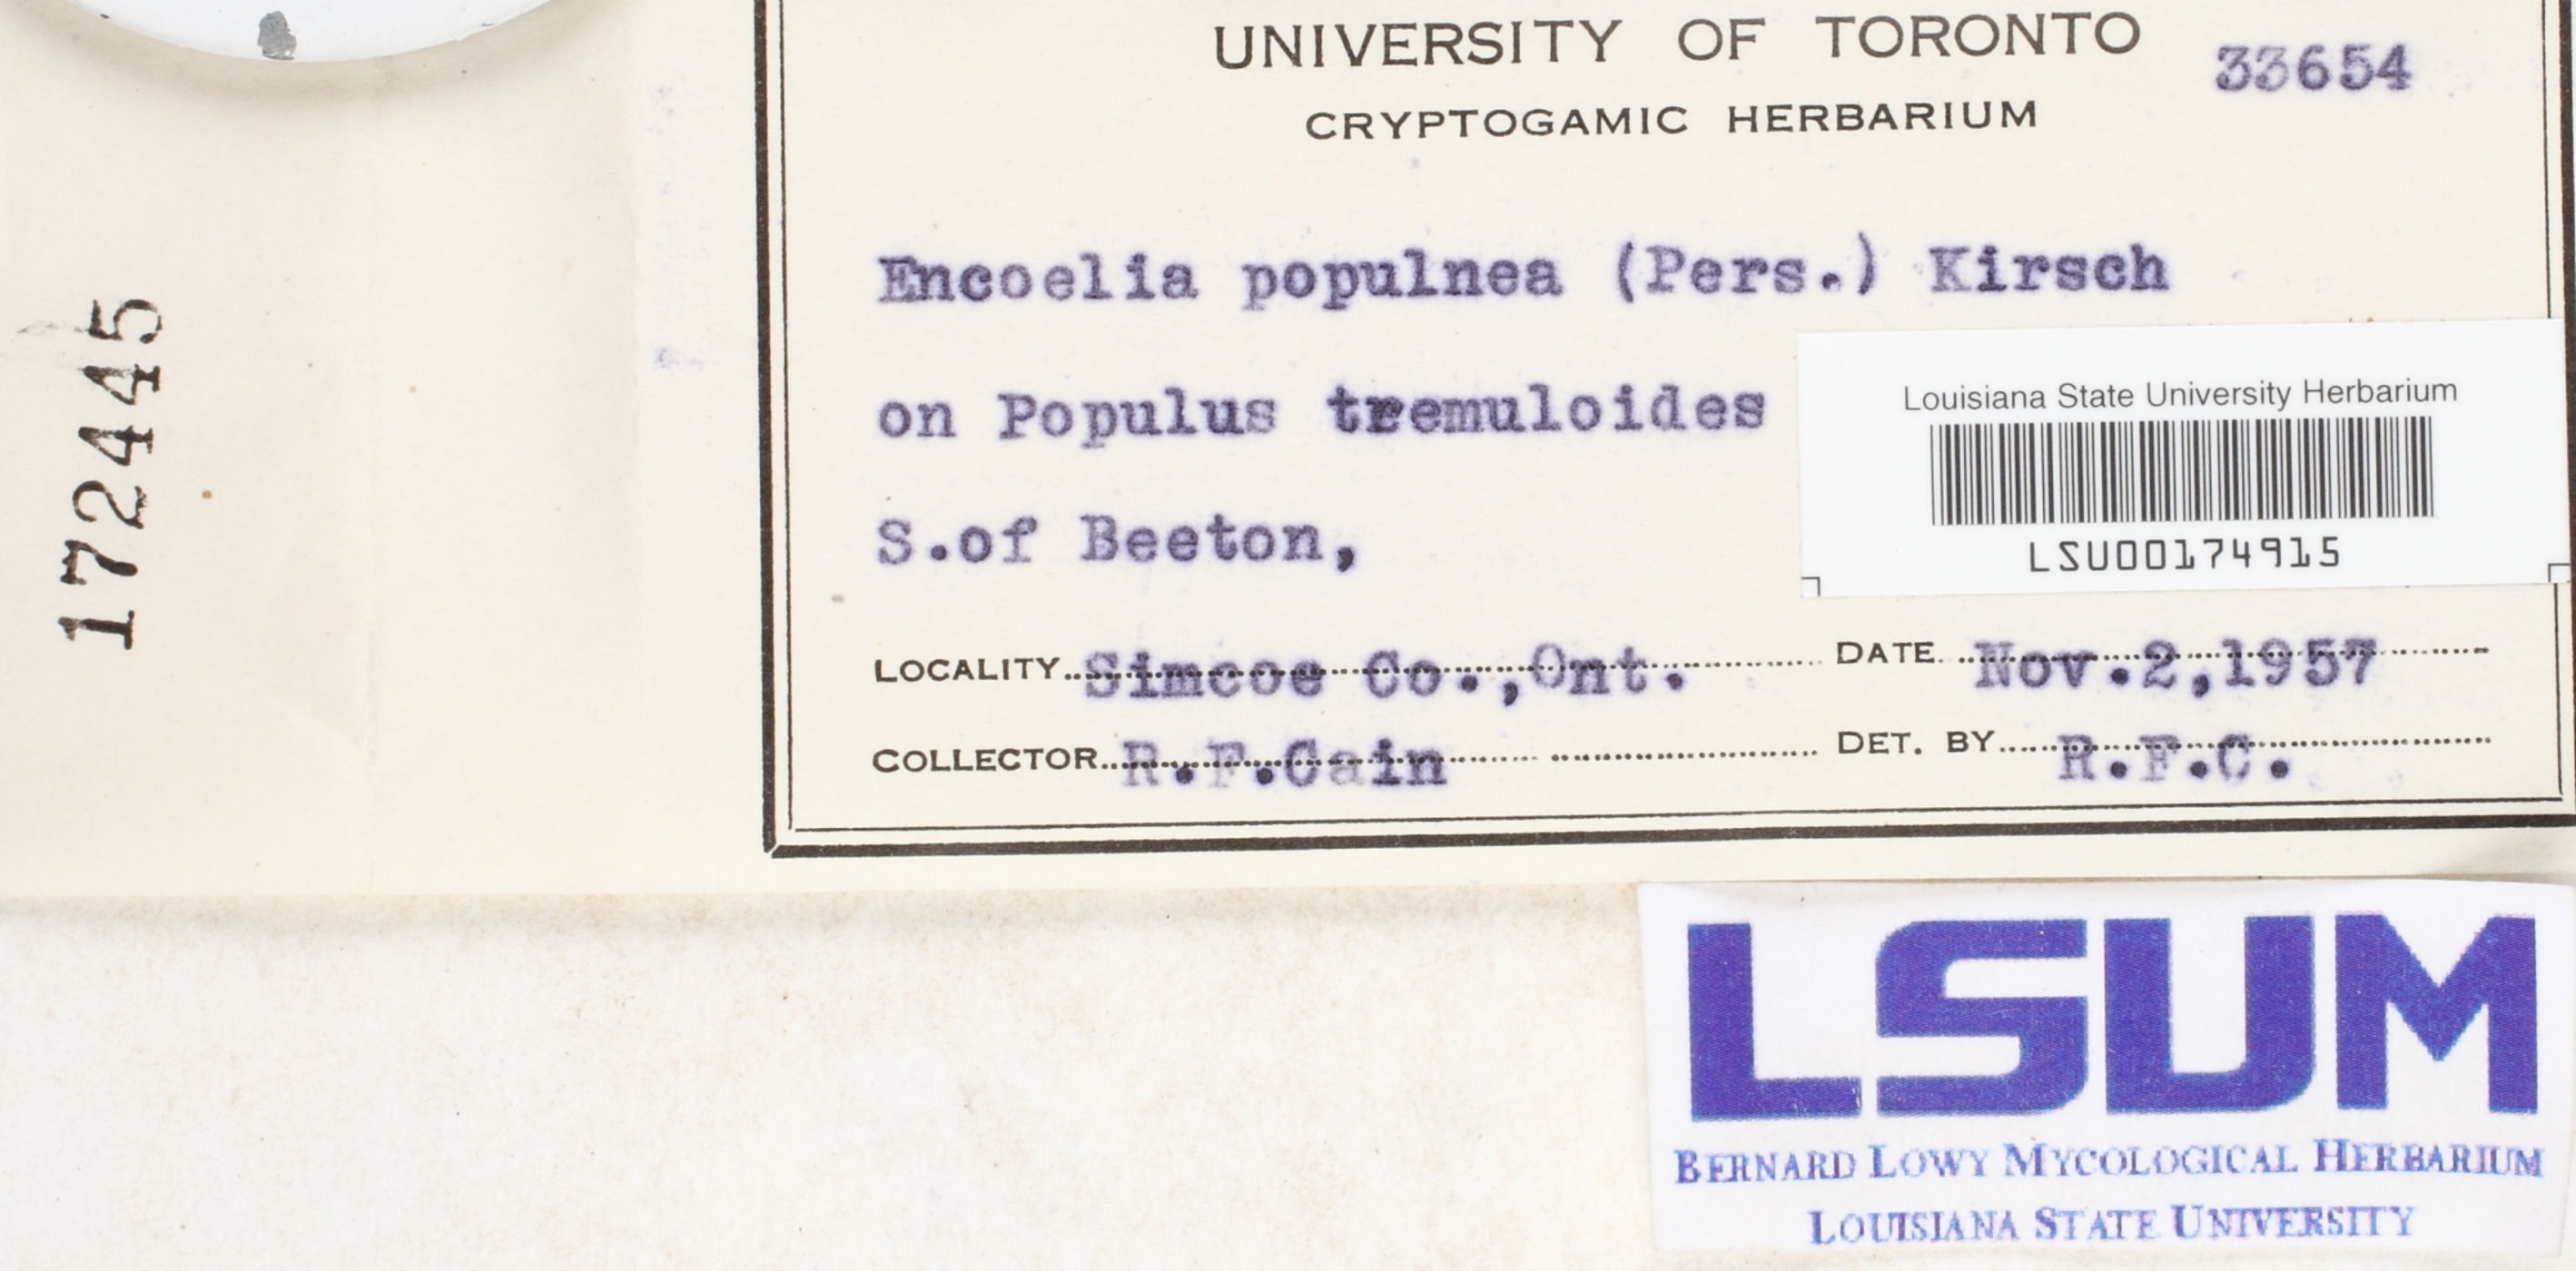 UNIVERSITY OF TORONTO
33654
CRYPTOGAMIC HERBARIUM
Encoelia populnea (Pers.) Kirsch
on Populus tremuloides
S.of Beeton,
Louisiana State University Herbarium
LSU00174915
LOCALITY Simcoe Co.,Ont. DATE Nov.2,1957
COLLECTOR R.F.Cain DET. BY R.F.C.
172445
LSUM
BERNARD LOWY MYCOLOGICAL HERBARIUM
LOUISIANA STATE UNIVERSITY